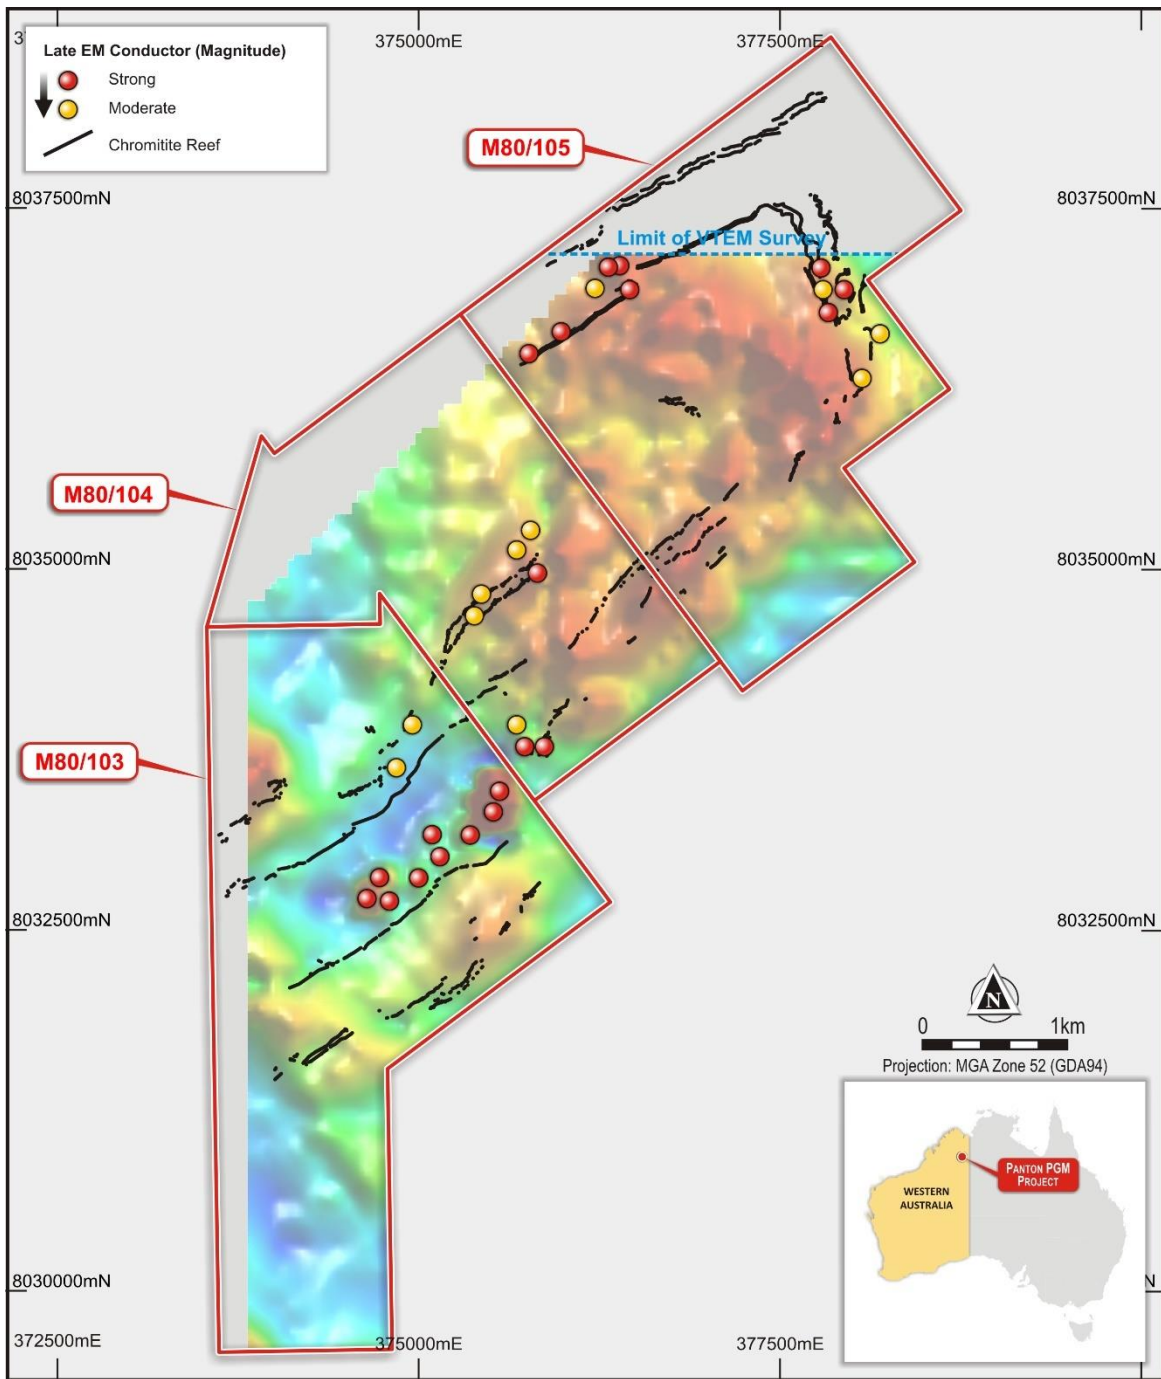 375000mE
377500mE
Late EM Conductor (Magnitude)
Strong
Moderate
Chromitite Reef
M80/105
8037500mN
8037500mN
Limit of VTEM Survey
M80/104
8035000mN
8035000mN
M80/103
8032500mN
8032500mN
N
0
1km
Projection: MGA Zone 52 (GDA94)
PANTON PGM
PROJECT
WESTERN
AUSTRALIA
8030000mN
N
372500mE
375000mE
377500mE